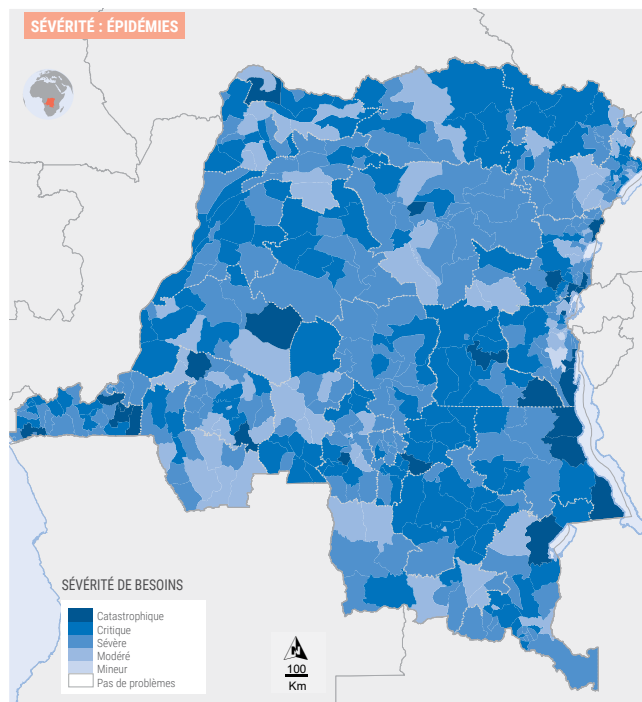 SÉVÉRITÉ : ÉPIDÉMIES
SÉVÉRITÉ DE BESOINS
Catastrophique
Critique
Sévère
Modéré
Mineur
Pas de problèmes
100
Km